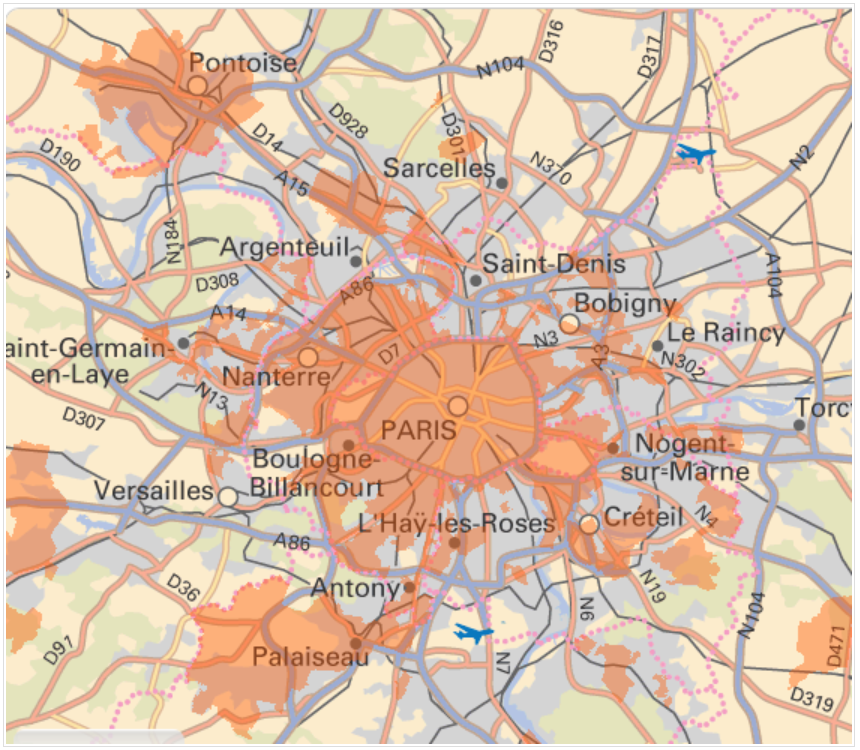 D316
D317
Pontoise
N104
D928
D301
D14
D190
Sarcelles
N370
N2
A15
N184
Argenteuil
Saint-Denis
D308
A86
A104
Bobigny
A14
N3
Le Raincy
aint-Germain-
en-Laye
D7
A3
N302
Nanterre
N13
PARIS
Torcy
D307
Nogent-
sur-Marne
Boulogne-
Billancourt
Versailles
L'Haÿ-les-Roses
Créteil
N4
A86
D36
Antony
N19
N6
N104
D91
Palaiseau
N7
D471
D319